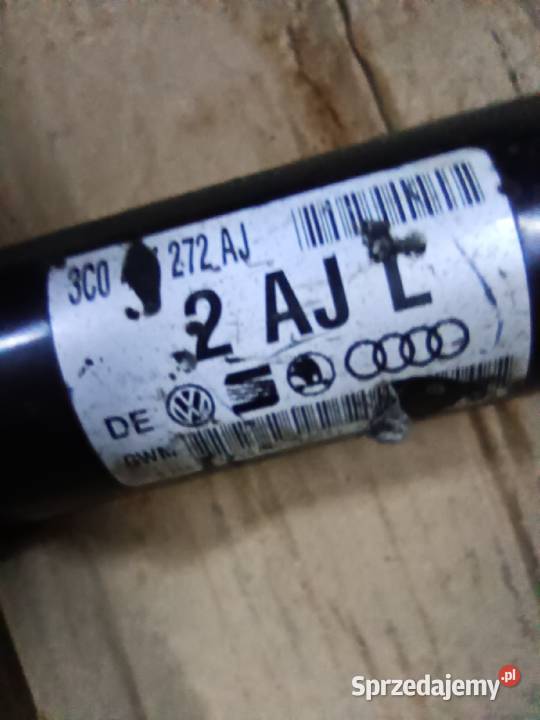 3C0 272 AJ
2 AJ L
DE
Sprzedajemy.pl